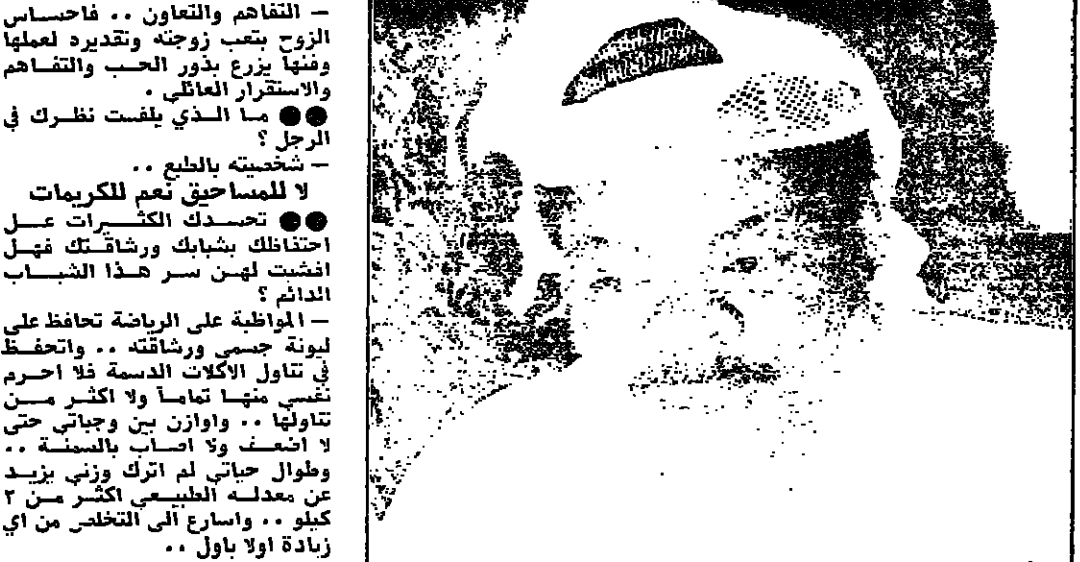 — التفاهم والتعاون .. فاحساس
الزوج بتعب زوجته وتقديره لعملها
وفنها يزرع بذور الحب والتفاهم
والاستقرار العائلي .
●● ما الذي يلفت نظرك في
الرجل ؟
— شخصيته بالطبع ..
لا للمساحيق نعم للكريمات
●● تحسدك الكثيرات على
احتفاظك بشبابك ورشاقتك فهل
افشيت لهن سر هذا الشباب
الدائم ؟
— المواظبة على الرياضة تحافظ على
ليونة جسمي ورشاقته .. واتحفظ
في تناول الاكلات الدسمة فلا احرم
نفسي منها تماماً ولا اكثر من
تناولها .. واوازن بين وجباتي حتى
لا اضعف ولا اصاب بالسمنة ..
وطوال حياتي لم اترك وزني يزيد
عن معدله الطبيعي اكثر من ٢
كيلو .. واسارع الى التخلص من اي
زيادة اولا باول ..